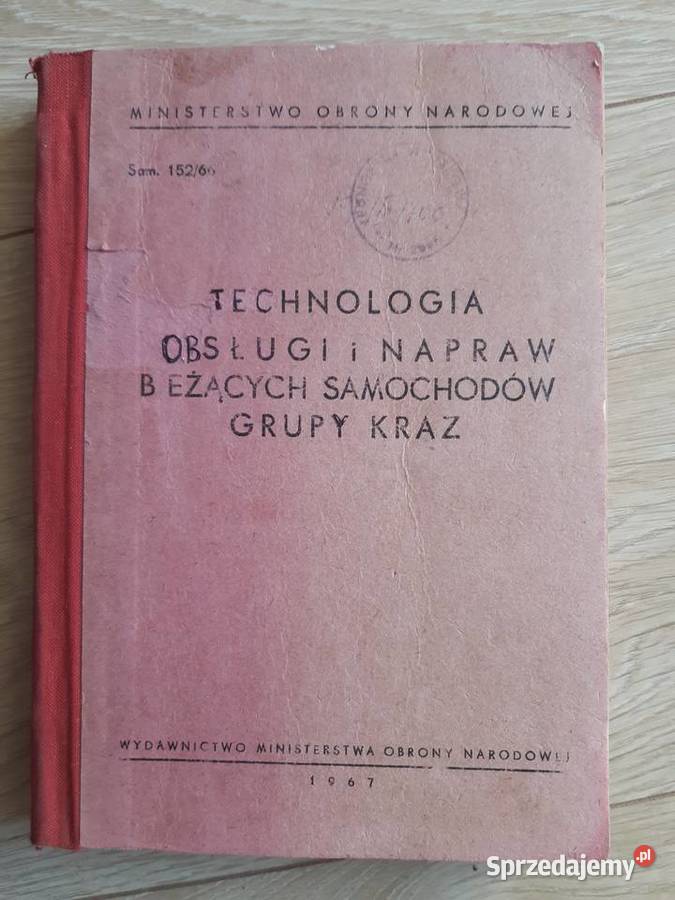 MINISTERSTWO OBRONY NARODOWEJ
Sam. 152/66
TECHNOLOGIA
OBSŁUGI i NAPRAW
BIEŻĄCYCH SAMOCHODÓW
GRUPY KRAZ
WYDAWNICTWO MINISTERSTWA OBRONY NARODOWEJ
1967
Sprzedajemy.pl